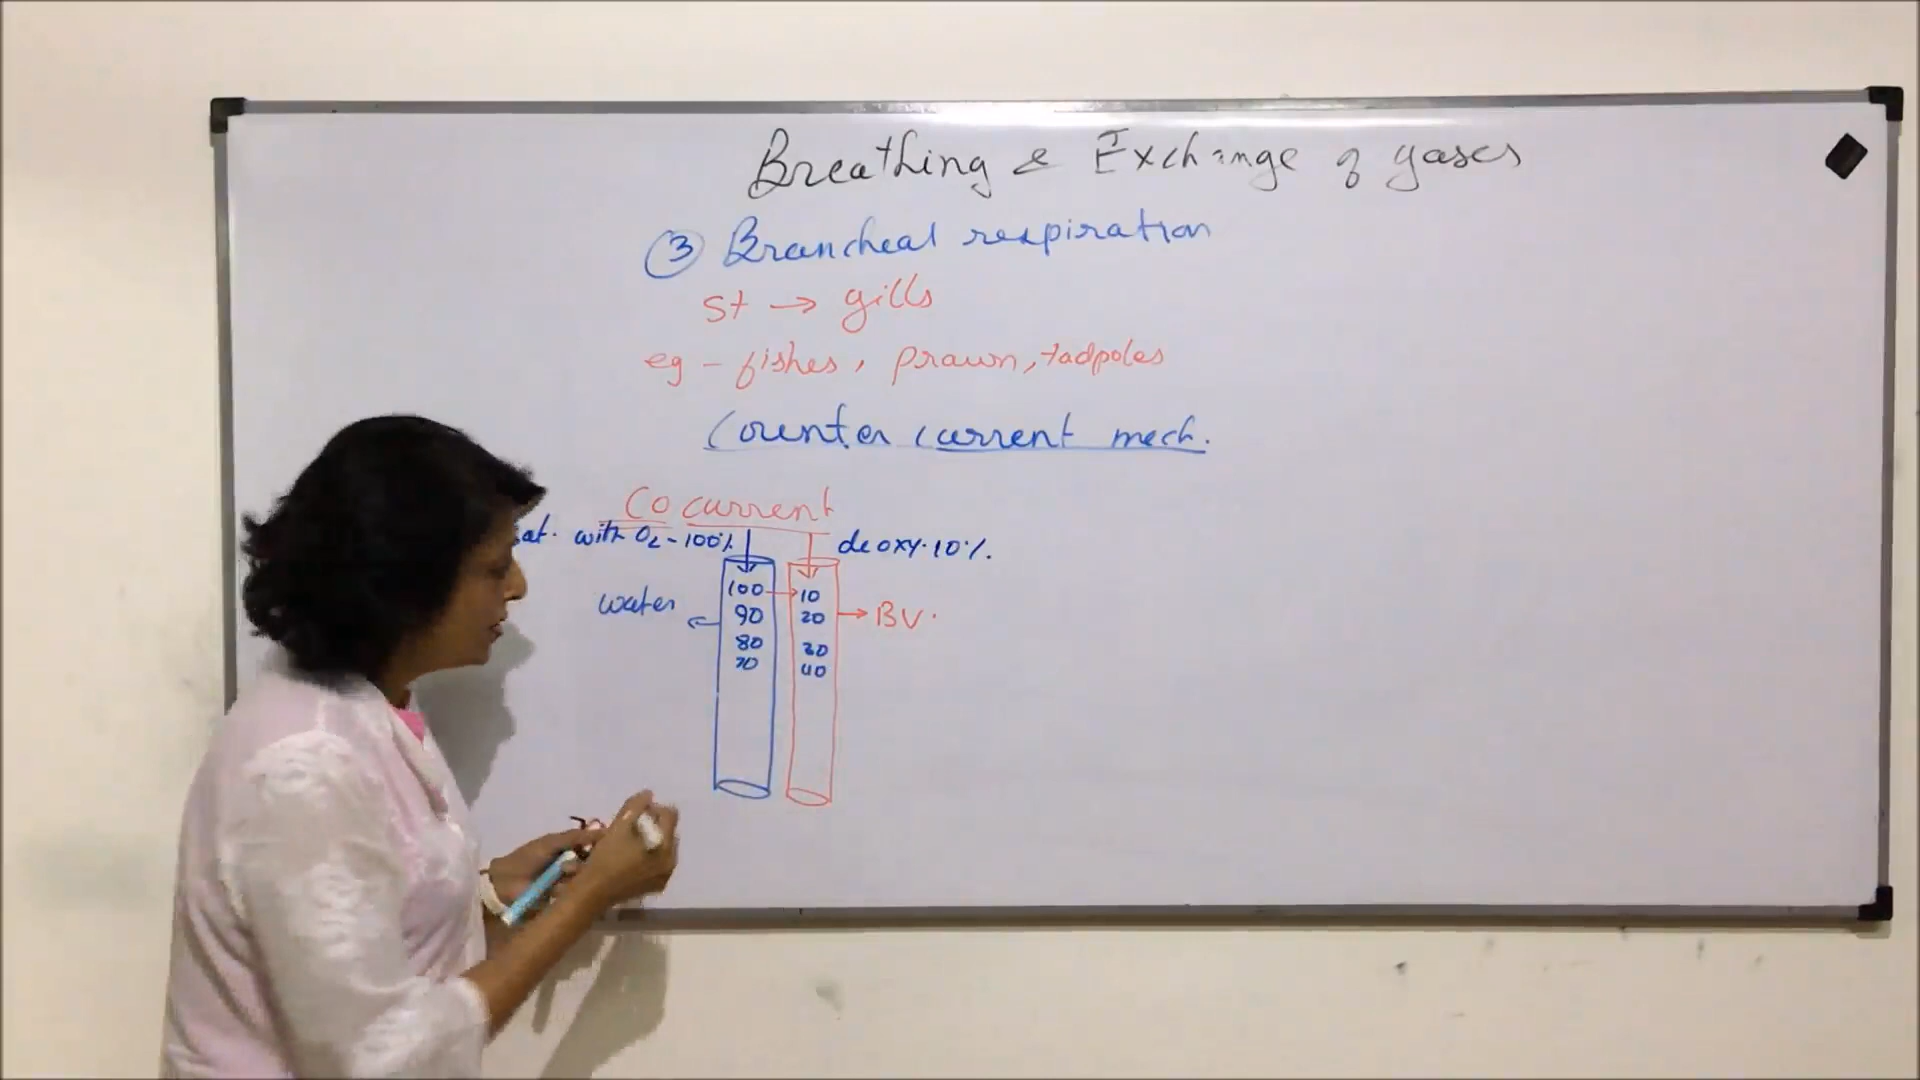 Breathing & Exchange of gases
③ Brancheal respiration
St → gills
eg - fishes, prawn, tadpoles
Counter current mech.
Co current
sat. with O₂ - 100%
deoxy. 10%.
100 → 10
water
90 20
→ BV.
80 30
70 40